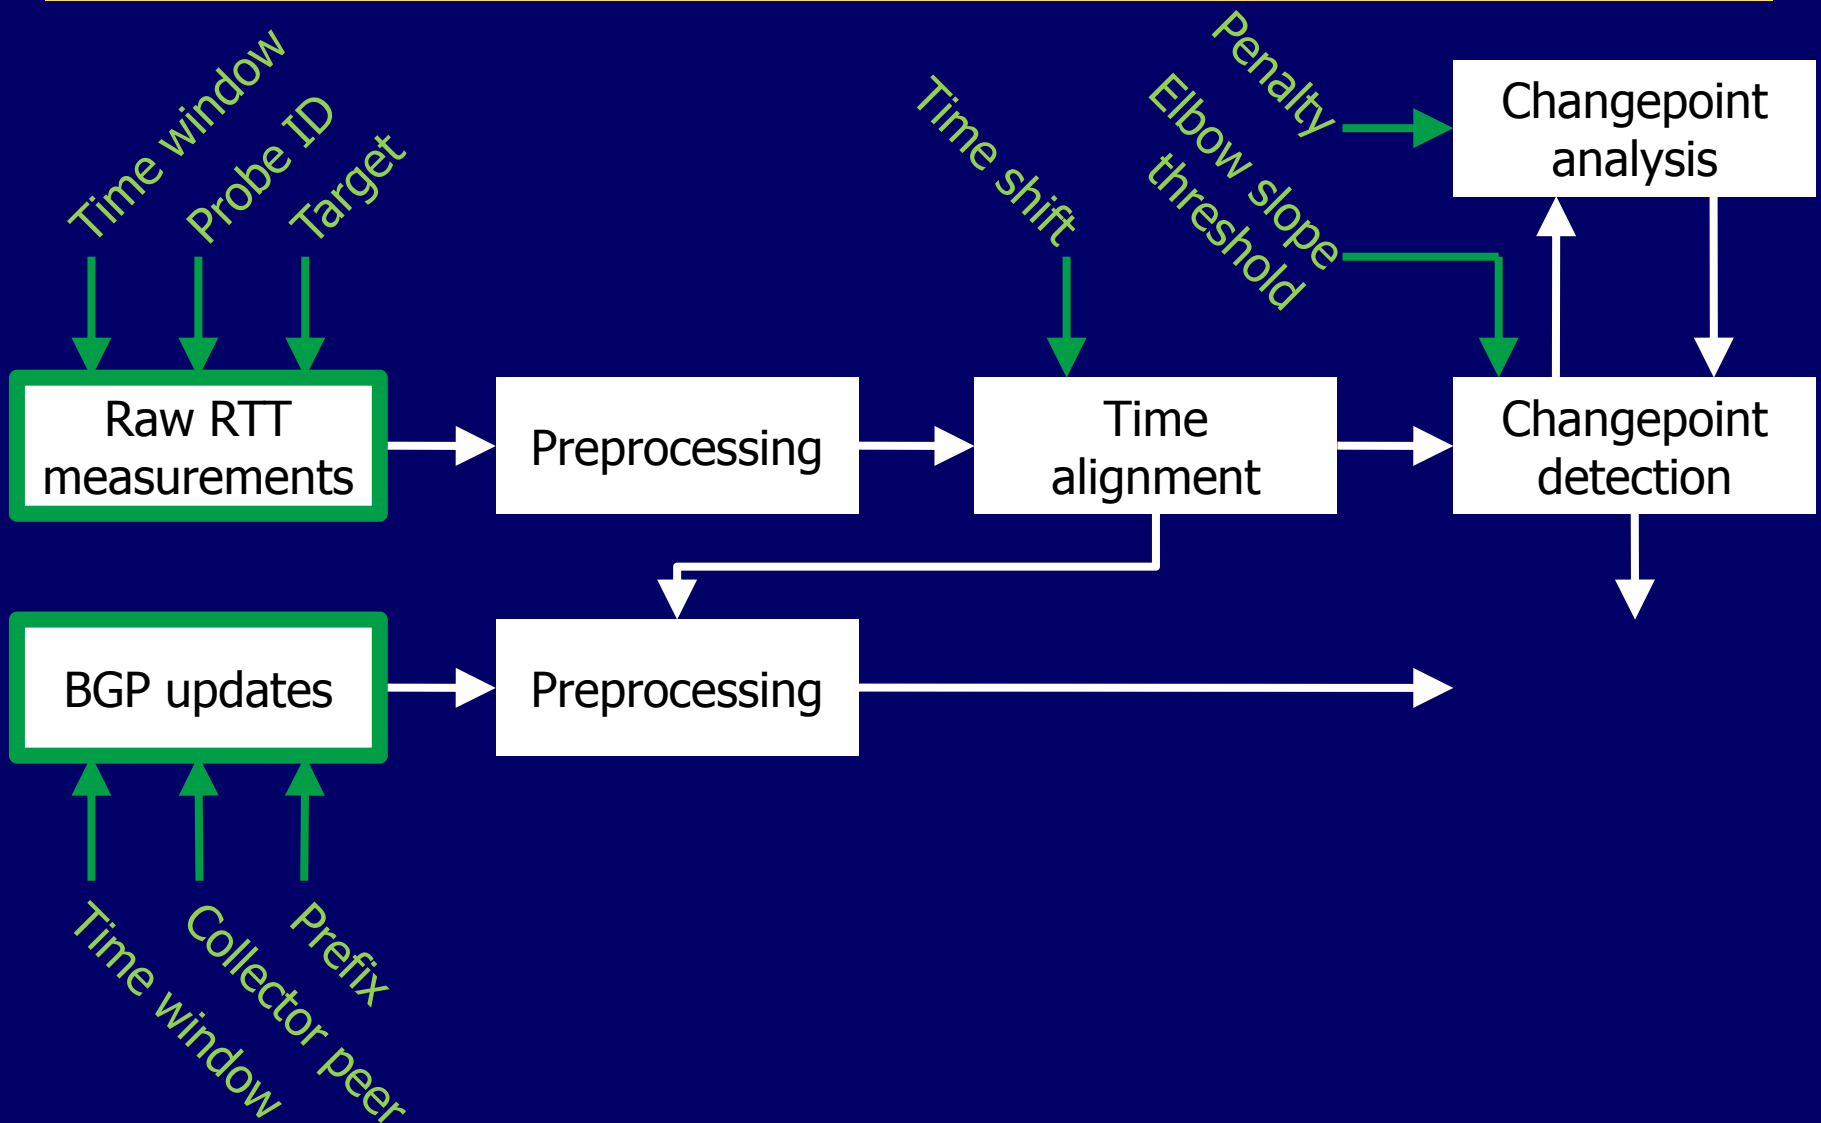 Time window
Probe ID
Target
Time shift
Penalty
Elbow slope
threshold
Changepoint
analysis
Raw RTT
measurements
Preprocessing
Time
alignment
Changepoint
detection
BGP updates
Preprocessing
Time window
Collector peer
Prefix